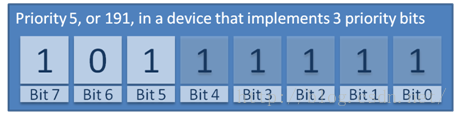 Priority 5, or 191, in a device that implements 3 priority bits
1 0 1 1 1 1 1 1
Bit 7 Bit 6 Bit 5 Bit 4 Bit 3 Bit 2 Bit 1 Bit 0